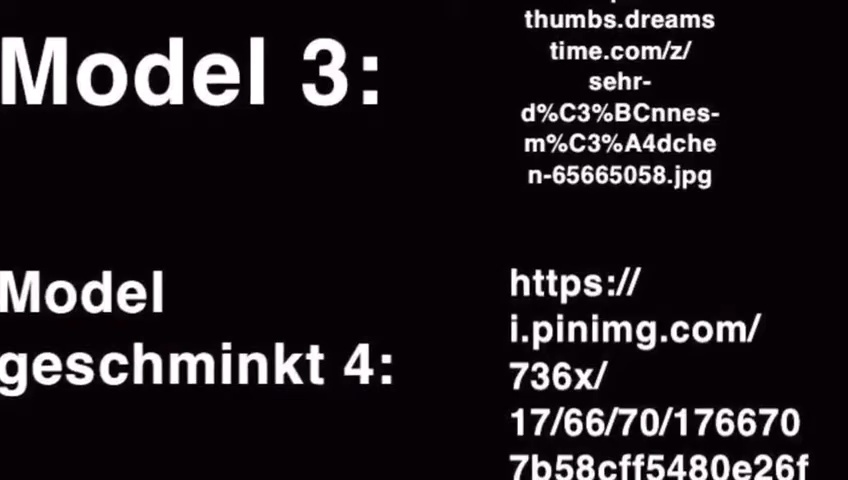 Model 3:
thumbs.dreams
time.com/z/
sehr-
d%C3%BCnnes-
m%C3%A4dche
n-65665058.jpg
Model
geschminkt 4:
https://
i.pinimg.com/
736x/
17/66/70/176670
7b58cff5480e26f